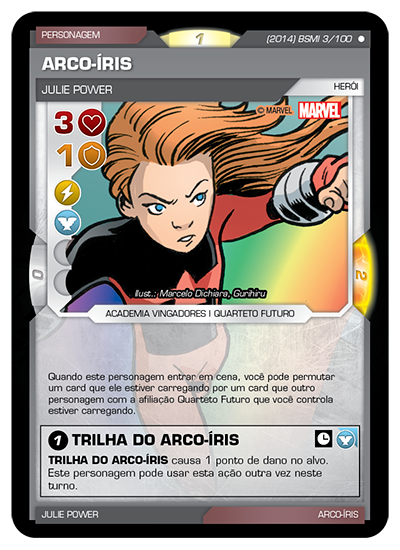 PERSONAGEM
1
(2014) BSMI 3/100 ●
ARCO-ÍRIS
JULIE POWER
HERÓI
© MARVEL MARVEL
3
1
0
2
Ilust.: Marcelo Dichiara, Gurihiru
ACADEMIA VINGADORES | QUARTETO FUTURO
Quando este personagem entrar em cena, você pode permutar
um card que ele estiver carregando por um card que outro
personagem com a afiliação Quarteto Futuro que você controla
estiver carregando.
1 TRILHA DO ARCO-ÍRIS
TRILHA DO ARCO-ÍRIS causa 1 ponto de dano no alvo.
Este personagem pode usar esta ação outra vez neste
turno.
JULIE POWER
ARCO-ÍRIS